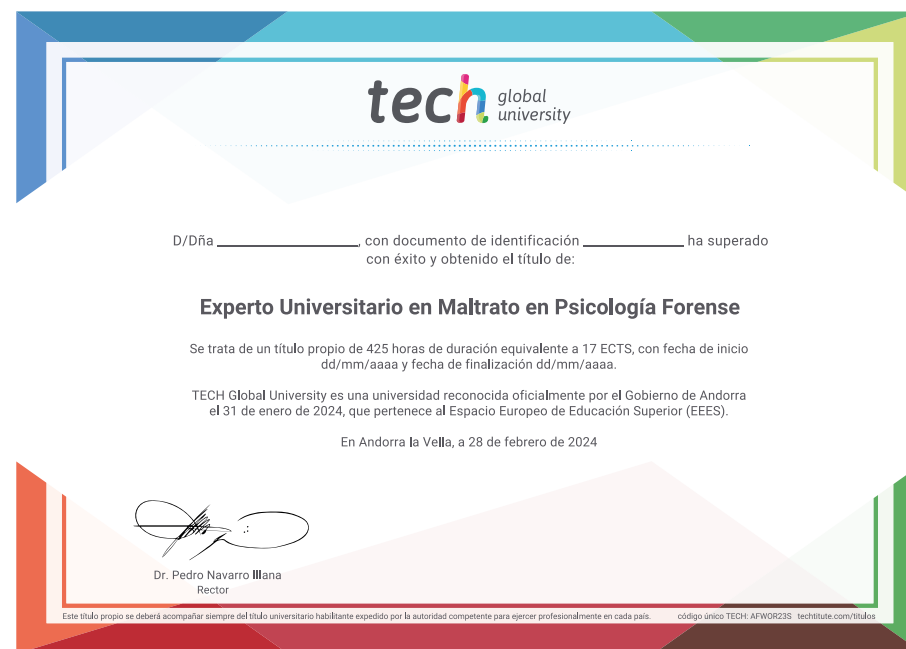 tech global
university
D/Dña , con documento de identificación ha superado
con éxito y obtenido el título de:
Experto Universitario en Maltrato en Psicología Forense
Se trata de un título propio de 425 horas de duración equivalente a 17 ECTS, con fecha de inicio
dd/mm/aaaa y fecha de finalización dd/mm/aaaa.
TECH Global University es una universidad reconocida oficialmente por el Gobierno de Andorra
el 31 de enero de 2024, que pertenece al Espacio Europeo de Educación Superior (EEES).
En Andorra la Vella, a 28 de febrero de 2024
Dr. Pedro Navarro Illana
Rector
Este título propio se deberá acompañar siempre del título universitario habilitante expedido por la autoridad competente para ejercer profesionalmente en cada país. código único TECH: AFWOR23S techtitute.com/titulos